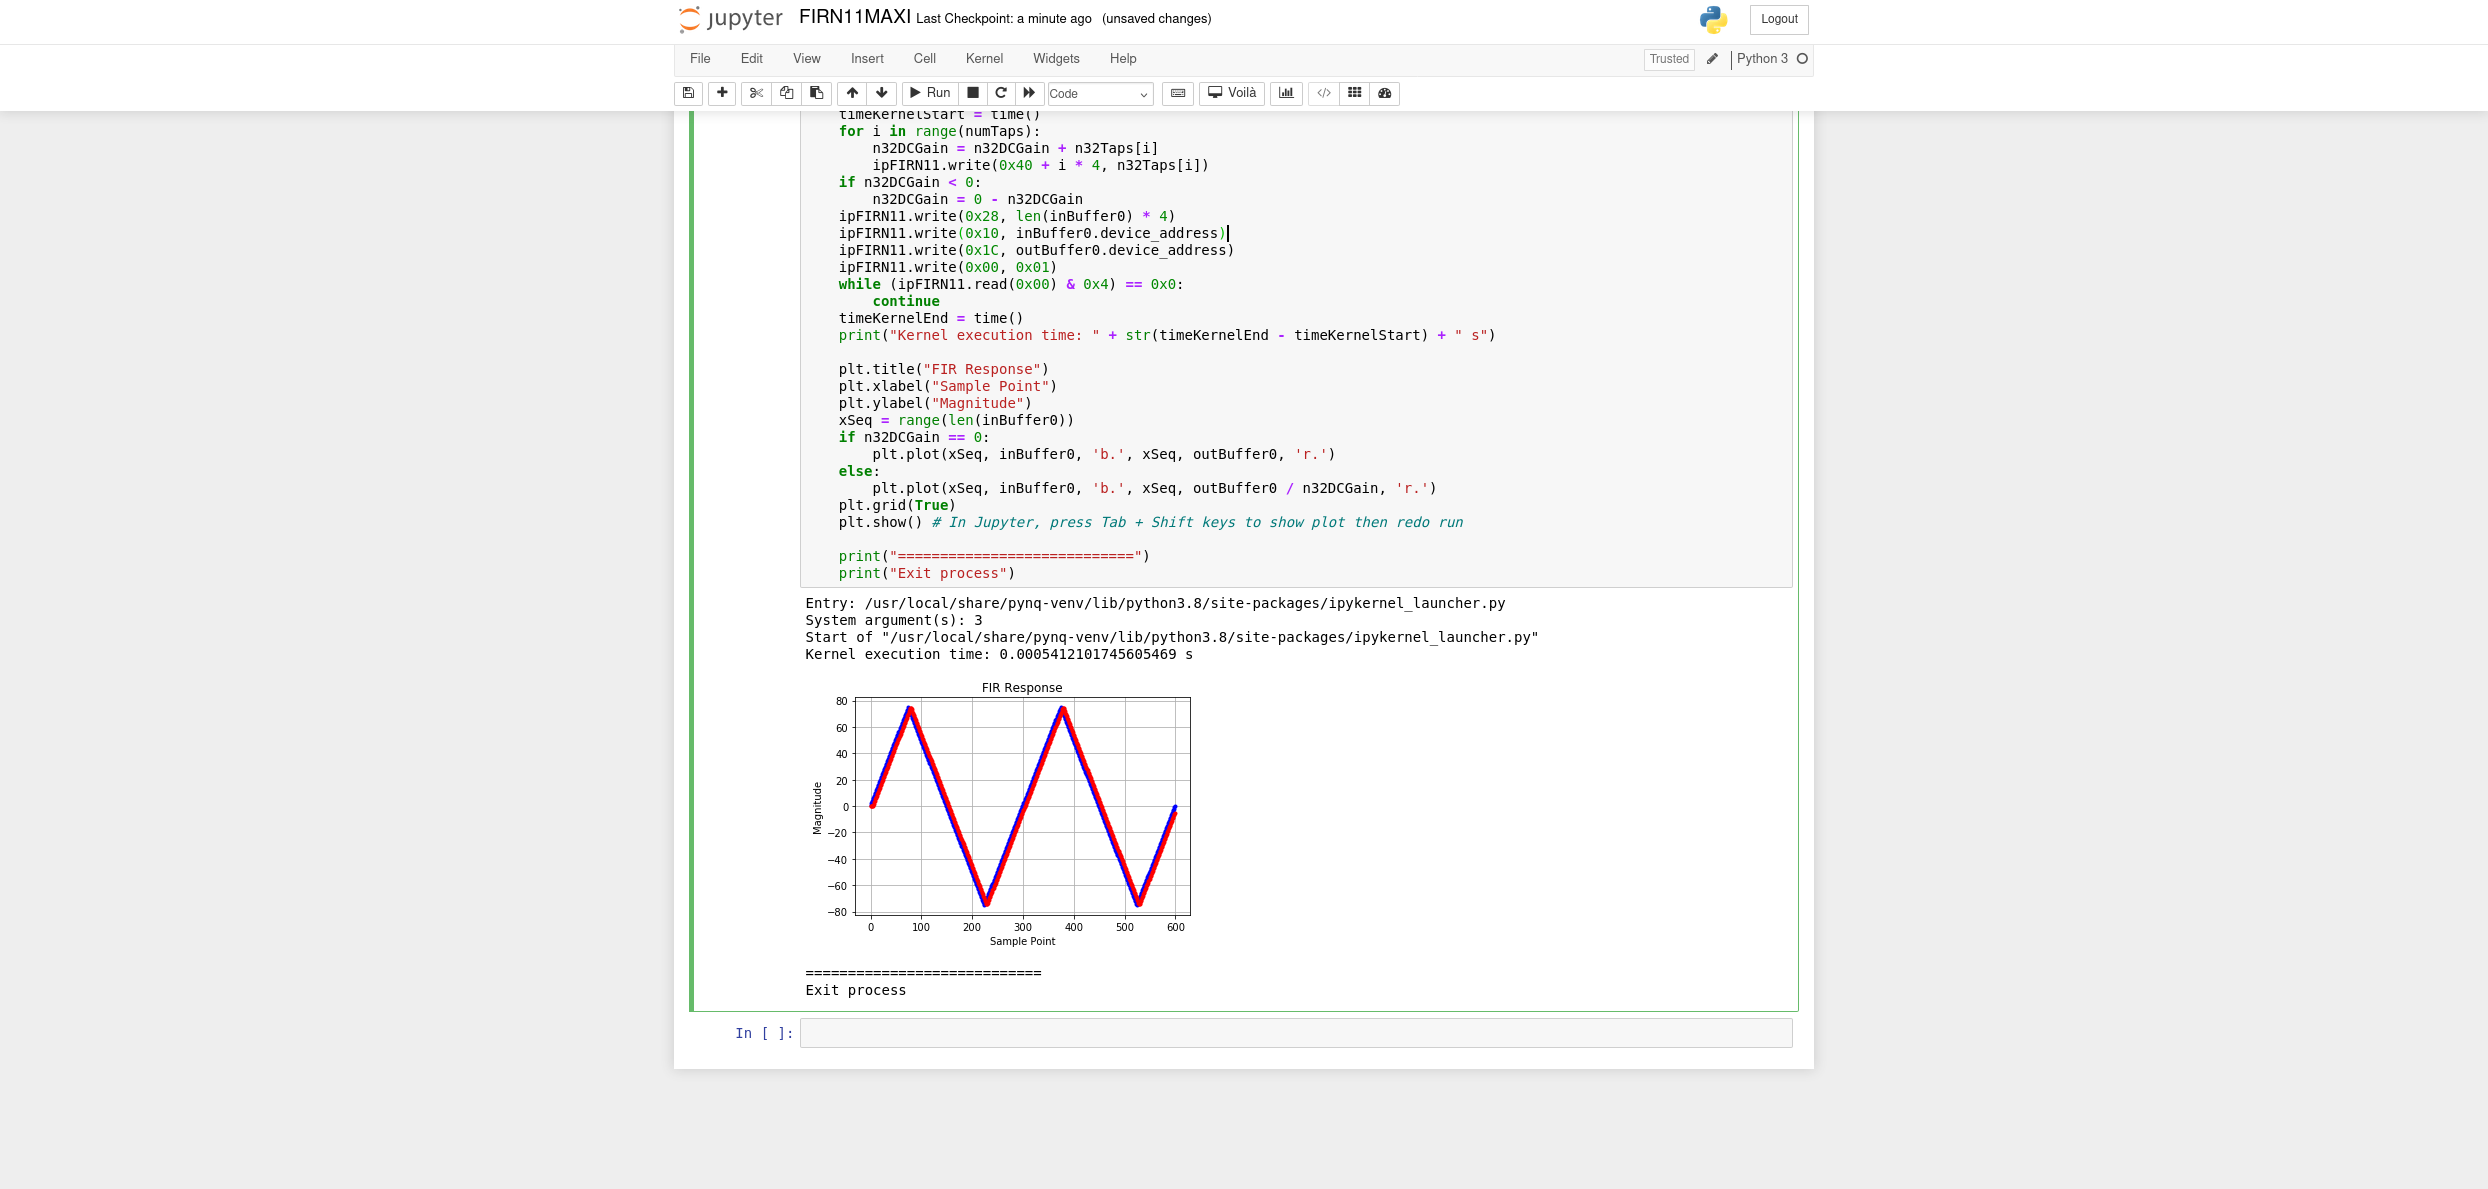 jupyter FIRN11MAXI Last Checkpoint: a minute ago (unsaved changes) Logout
File Edit View Insert Cell Kernel Widgets Help Trusted Python 3
Run Code Voilà
    timeKernelStart = time()
    for i in range(numTaps):
        n32DCGain = n32DCGain + n32Taps[i]
        ipFIRN11.write(0x40 + i * 4, n32Taps[i])
    if n32DCGain < 0:
        n32DCGain = 0 - n32DCGain
    ipFIRN11.write(0x28, len(inBuffer0) * 4)
    ipFIRN11.write(0x10, inBuffer0.device_address)
    ipFIRN11.write(0x1C, outBuffer0.device_address)
    ipFIRN11.write(0x00, 0x01)
    while (ipFIRN11.read(0x00) & 0x4) == 0x0:
        continue
    timeKernelEnd = time()
    print("Kernel execution time: " + str(timeKernelEnd - timeKernelStart) + " s")
    plt.title("FIR Response")
    plt.xlabel("Sample Point")
    plt.ylabel("Magnitude")
    xSeq = range(len(inBuffer0))
    if n32DCGain == 0:
        plt.plot(xSeq, inBuffer0, 'b.', xSeq, outBuffer0, 'r.')
    else:
        plt.plot(xSeq, inBuffer0, 'b.', xSeq, outBuffer0 / n32DCGain, 'r.')
    plt.grid(True)
    plt.show() # In Jupyter, press Tab + Shift keys to show plot then redo run
    print("============================")
    print("Exit process")
Entry: /usr/local/share/pynq-venv/lib/python3.8/site-packages/ipykernel_launcher.py
System argument(s): 3
Start of "/usr/local/share/pynq-venv/lib/python3.8/site-packages/ipykernel_launcher.py"
Kernel execution time: 0.0005412101745605469 s
FIR Response
80
60
40
20
0
−20
−40
−60
−80
Magnitude
0 100 200 300 400 500 600
Sample Point
============================
Exit process
In [ ]: